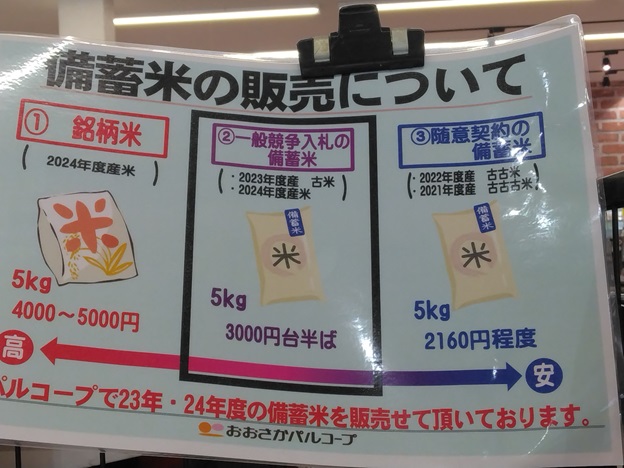 備蓄米の販売について
① 銘柄米
(2024年度産米)
米
5kg
4000〜5000円
②一般競争入札の
備蓄米
(・2023年度産 古米
・2024年度産米)
備蓄米
米
5kg
3000円台半ば
③随意契約の
備蓄米
(・2022年度産 古古米
・2021年度産 古古古米)
備蓄米
米
5kg
2160円程度
高
安
パルコープで23年・24年度の備蓄米を販売せて頂いております。
おおさかパルコープ